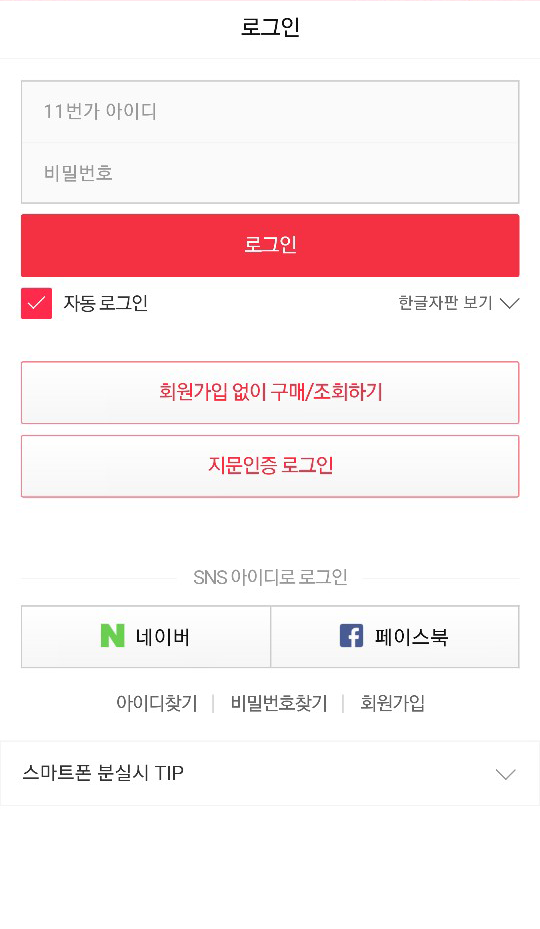 로그인
11번가 아이디
비밀번호
로그인
자동 로그인 한글자판 보기
회원가입 없이 구매/조회하기
지문인증 로그인
SNS 아이디로 로그인
네이버 페이스북
아이디찾기 | 비밀번호찾기 | 회원가입
스마트폰 분실시 TIP